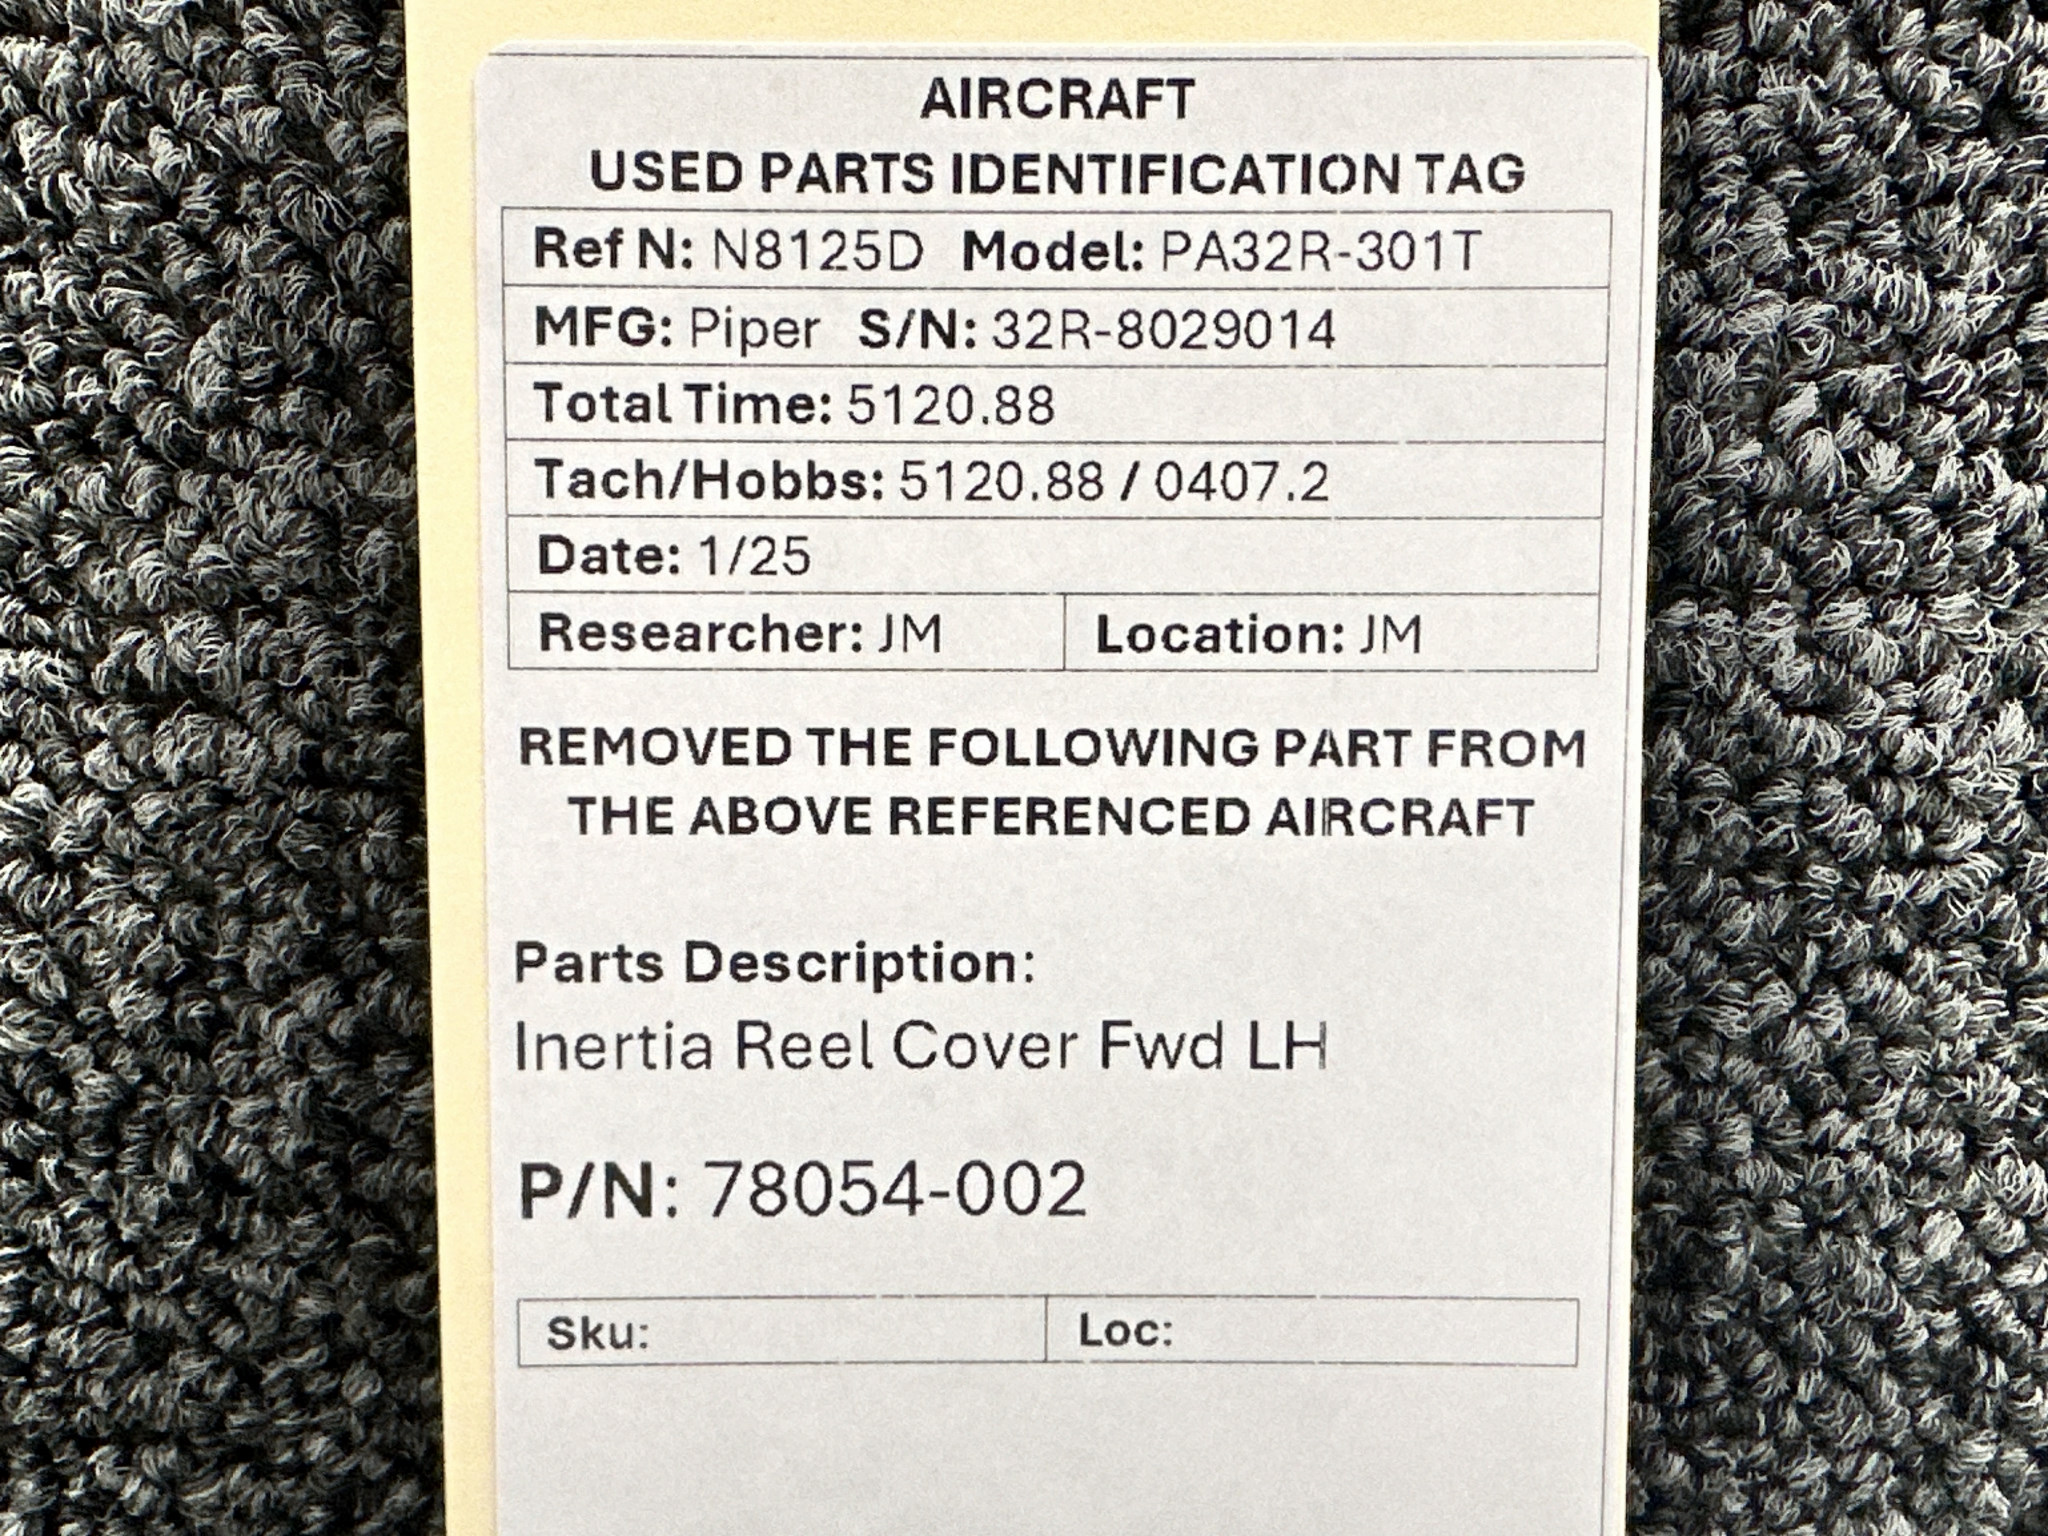 AIRCRAFT
USED PARTS IDENTIFICATION TAG
Ref N: N8125D Model: PA32R-301T
MFG: Piper S/N: 32R-8029014
Total Time: 5120.88
Tach/Hobbs: 5120.88 / 0407.2
Date: 1/25
Researcher: JM Location: JM
REMOVED THE FOLLOWING PART FROM
THE ABOVE REFERENCED AIRCRAFT
Parts Description:
Inertia Reel Cover Fwd LH
P/N: 78054-002
Sku: Loc: